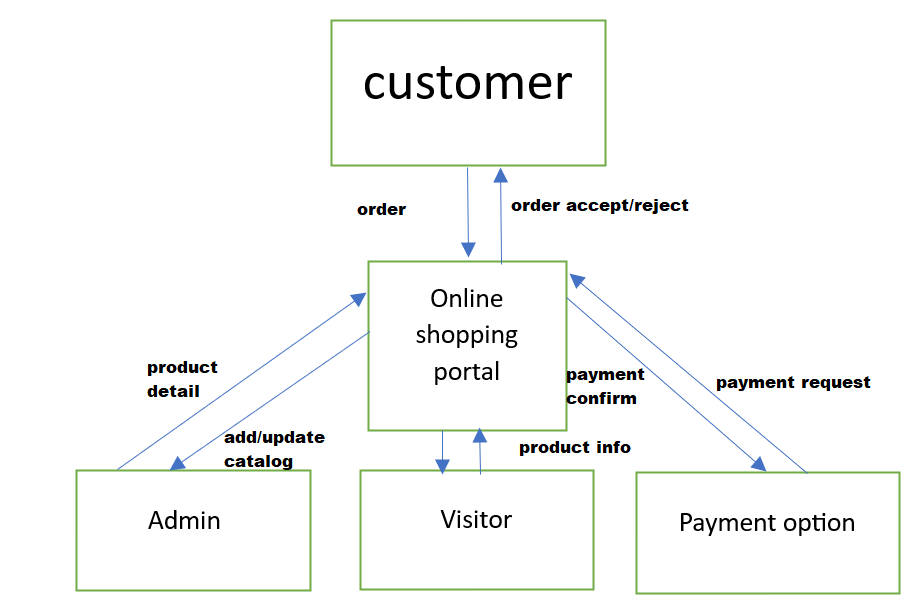 customer
order
order accept/reject
Online
shopping
portal
product
detail
payment
confirm
payment request
add/update
catalog
product info
Admin
Visitor
Payment option